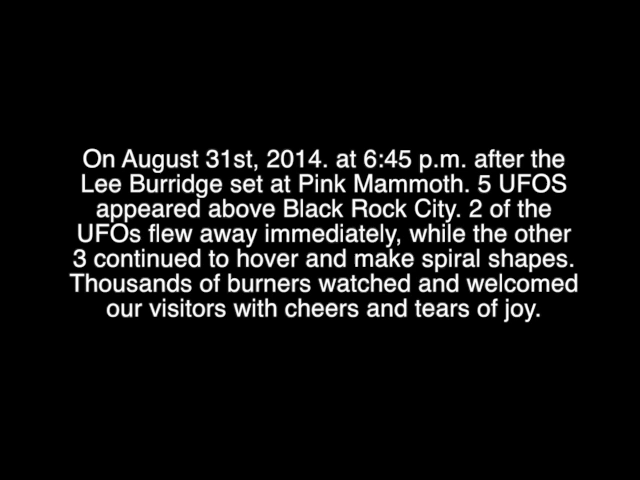 On August 31st, 2014. at 6:45 p.m. after the
Lee Burridge set at Pink Mammoth. 5 UFOS
appeared above Black Rock City. 2 of the
UFOs flew away immediately, while the other
3 continued to hover and make spiral shapes.
Thousands of burners watched and welcomed
our visitors with cheers and tears of joy.